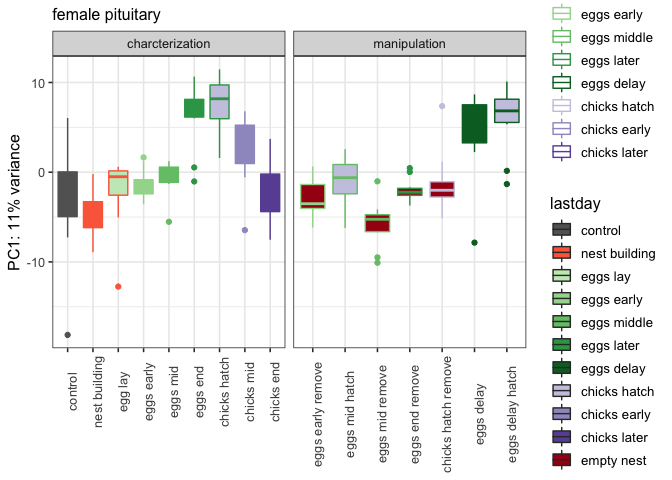 female pituitary
charcterization
manipulation
PC1: 11% variance
10
0
-10
control
nest building
egg lay
eggs early
eggs mid
eggs end
chicks hatch
chicks mid
chicks end
eggs early remove
eggs mid hatch
eggs mid remove
eggs end remove
chicks hatch remove
eggs delay
eggs delay hatch
eggs early
eggs middle
eggs later
eggs delay
chicks hatch
chicks early
chicks later
lastday
control
nest building
eggs lay
eggs early
eggs middle
eggs later
eggs delay
chicks hatch
chicks early
chicks later
empty nest